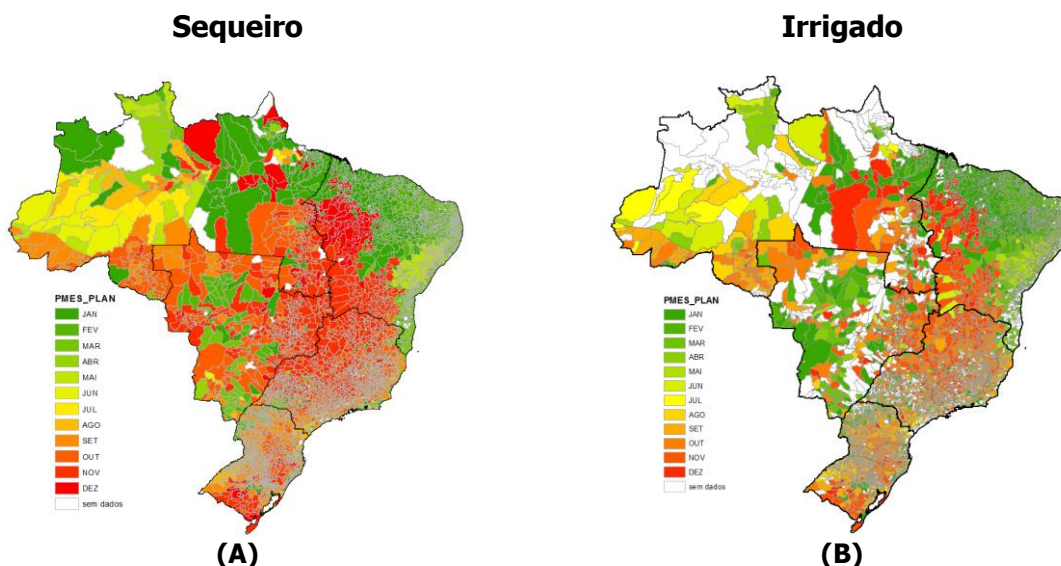 Sequeiro
Irrigado
PMES_PLAN
JAN
FEV
MAR
ABR
MAI
JUN
JUL
AGO
SET
OUT
NOV
DEZ
sem dados
PMES_PLAN
JAN
FEV
MAR
ABR
MAI
JUN
JUL
AGO
SET
OUT
NOV
DEZ
sem dados
(A)
(B)